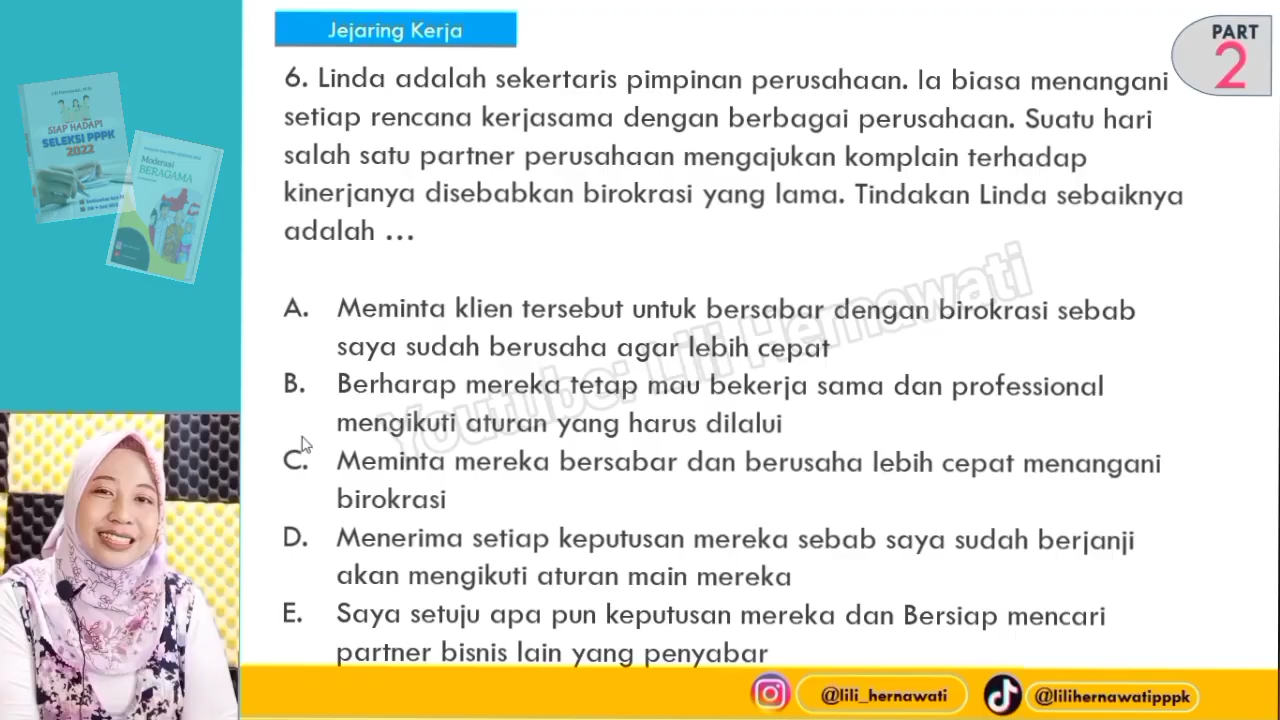 Jejaring Kerja
PART
2
6. Linda adalah sekertaris pimpinan perusahaan. Ia biasa menangani
setiap rencana kerjasama dengan berbagai perusahaan. Suatu hari
salah satu partner perusahaan mengajukan komplain terhadap
kinerjanya disebabkan birokrasi yang lama. Tindakan Linda sebaiknya
adalah ...
A. Meminta klien tersebut untuk bersabar dengan birokrasi sebab
saya sudah berusaha agar lebih cepat
B. Berharap mereka tetap mau bekerja sama dan professional
mengikuti aturan yang harus dilalui
C. Meminta mereka bersabar dan berusaha lebih cepat menangani
birokrasi
D. Menerima setiap keputusan mereka sebab saya sudah berjanji
akan mengikuti aturan main mereka
E. Saya setuju apa pun keputusan mereka dan Bersiap mencari
partner bisnis lain yang penyabar
Youtube: Lili Hernawati
SIAP HADAPI
SELEKSI PPPK
2022
Moderasi
BERAGAMA
@lili_hernawati
@lilihernawatipppk